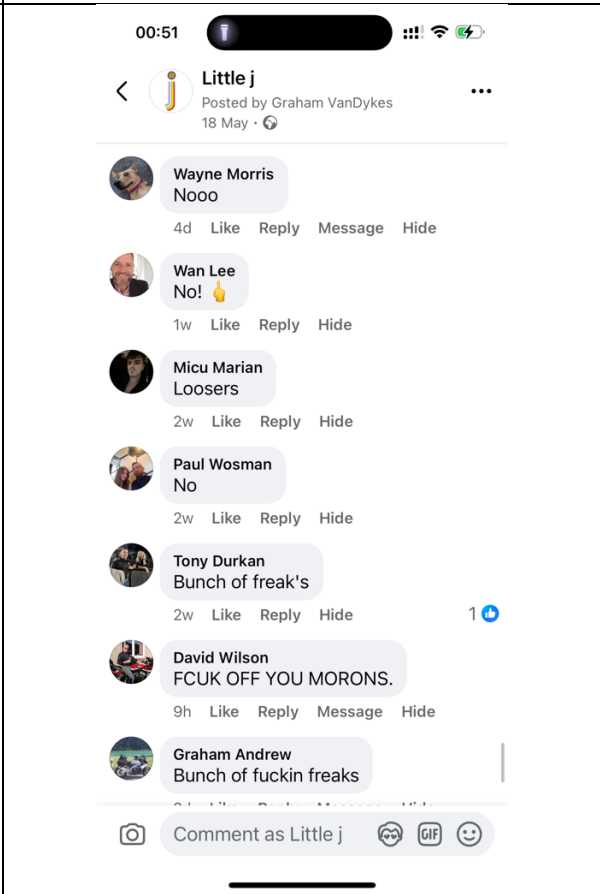 00:51
Little j
Posted by Graham VanDykes
18 May ·
Wayne Morris
Nooo
4d Like Reply Message Hide
Wan Lee
No! 🖕
1w Like Reply Hide
Micu Marian
Loosers
2w Like Reply Hide
Paul Wosman
No
2w Like Reply Hide
Tony Durkan
Bunch of freak's
2w Like Reply Hide 1
David Wilson
FCUK OFF YOU MORONS.
9h Like Reply Message Hide
Graham Andrew
Bunch of fuckin freaks
Comment as Little j GIF